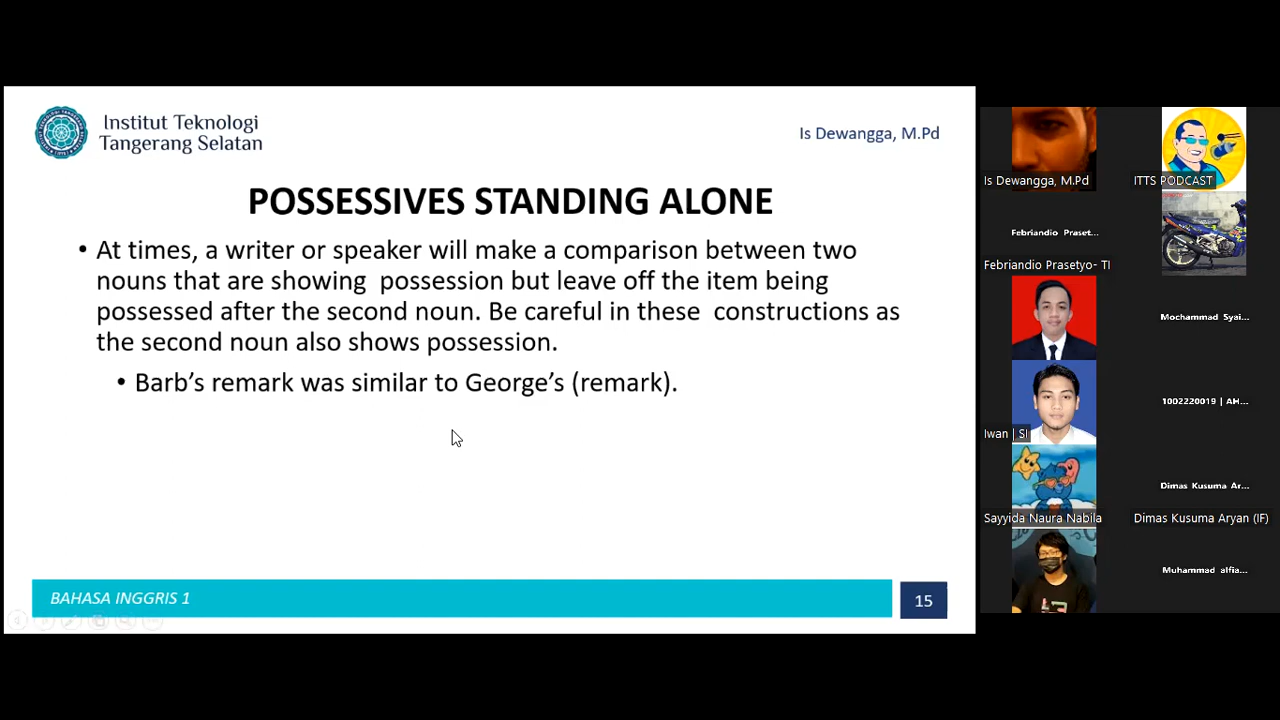 Institut Teknologi
Tangerang Selatan
Is Dewangga, M.Pd
POSSESSIVES STANDING ALONE
• At times, a writer or speaker will make a comparison between two
nouns that are showing possession but leave off the item being
possessed after the second noun. Be careful in these constructions as
the second noun also shows possession.
• Barb’s remark was similar to George’s (remark).
BAHASA INGGRIS 1
15
Is Dewangga, M.Pd
ITTS PODCAST
Febriandio Praset...
Febriandio Prasetyo- TI
Mochammad Syai...
1002220019 | AH...
Iwan | SI
Dimas Kusuma Ar...
Sayyida Naura Nabila
Dimas Kusuma Aryan (IF)
Muhammad alfia...